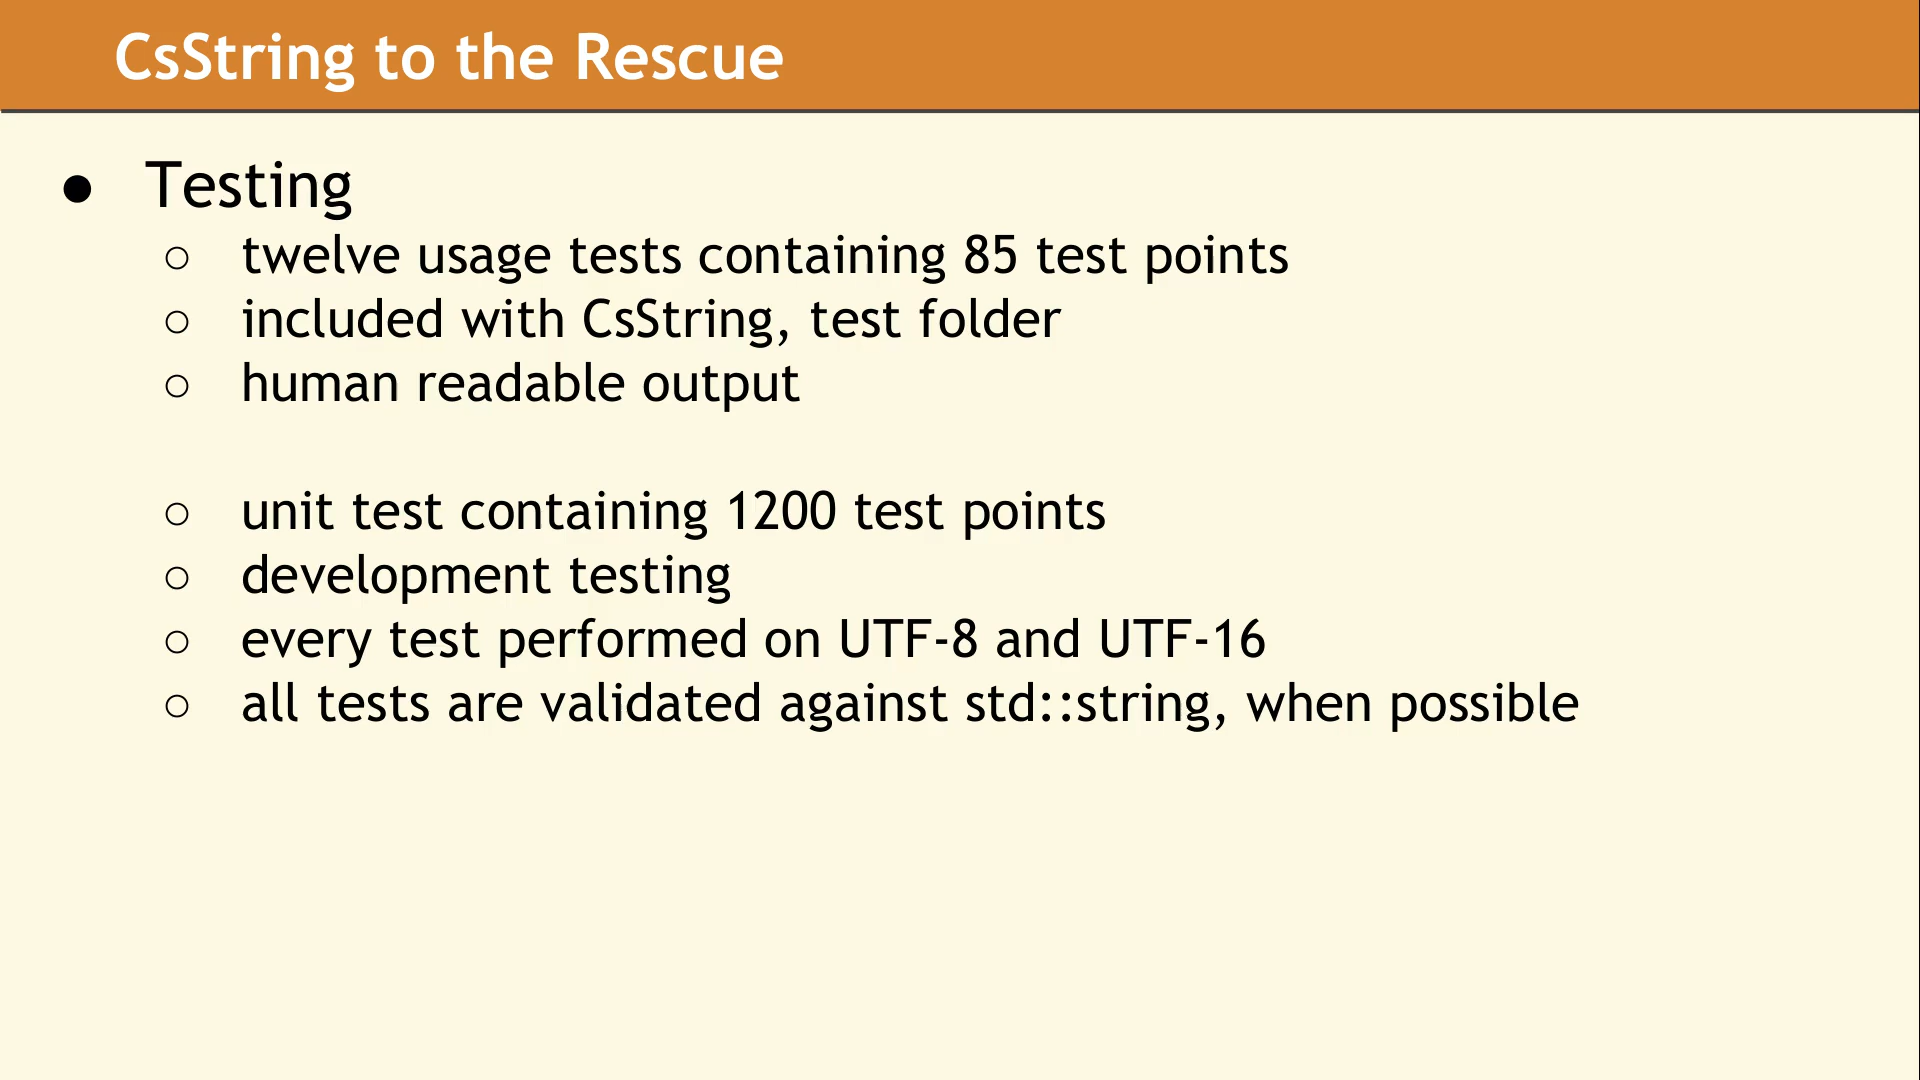 CsString to the Rescue
● Testing
○ twelve usage tests containing 85 test points
○ included with CsString, test folder
○ human readable output
○ unit test containing 1200 test points
○ development testing
○ every test performed on UTF-8 and UTF-16
○ all tests are validated against std::string, when possible